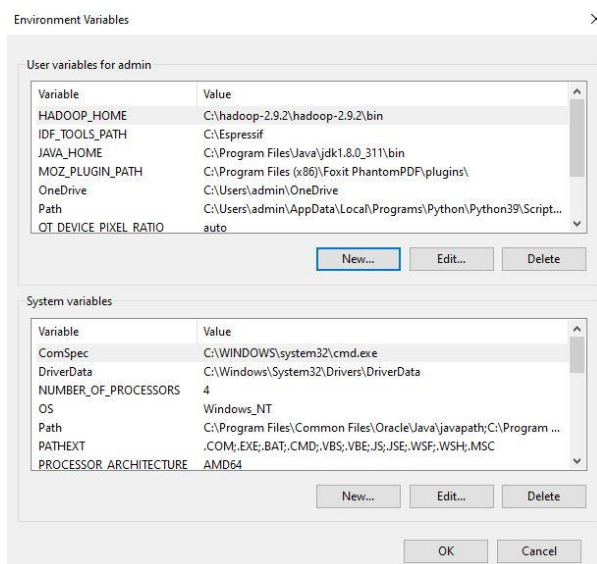 Environment Variables
User variables for admin
Variable Value
HADOOP_HOME C:\hadoop-2.9.2\hadoop-2.9.2\bin
IDF_TOOLS_PATH C:\Espressif
JAVA_HOME C:\Program Files\Java\jdk1.8.0_311\bin
MOZ_PLUGIN_PATH C:\Program Files (x86)\Foxit PhantomPDF\plugins\
OneDrive C:\Users\admin\OneDrive
Path C:\Users\admin\AppData\Local\Programs\Python\Python39\Script...
QT_DEVICE_PIXEL_RATIO auto
New... Edit... Delete
System variables
Variable Value
ComSpec C:\WINDOWS\system32\cmd.exe
DriverData C:\Windows\System32\Drivers\DriverData
NUMBER_OF_PROCESSORS 4
OS Windows_NT
Path C:\Program Files\Common Files\Oracle\Java\javapath;C:\Program ...
PATHEXT .COM;.EXE;.BAT;.CMD;.VBS;.VBE;.JS;.JSE;.WSF;.WSH;.MSC
PROCESSOR_ARCHITECTURE AMD64
New... Edit... Delete
OK Cancel